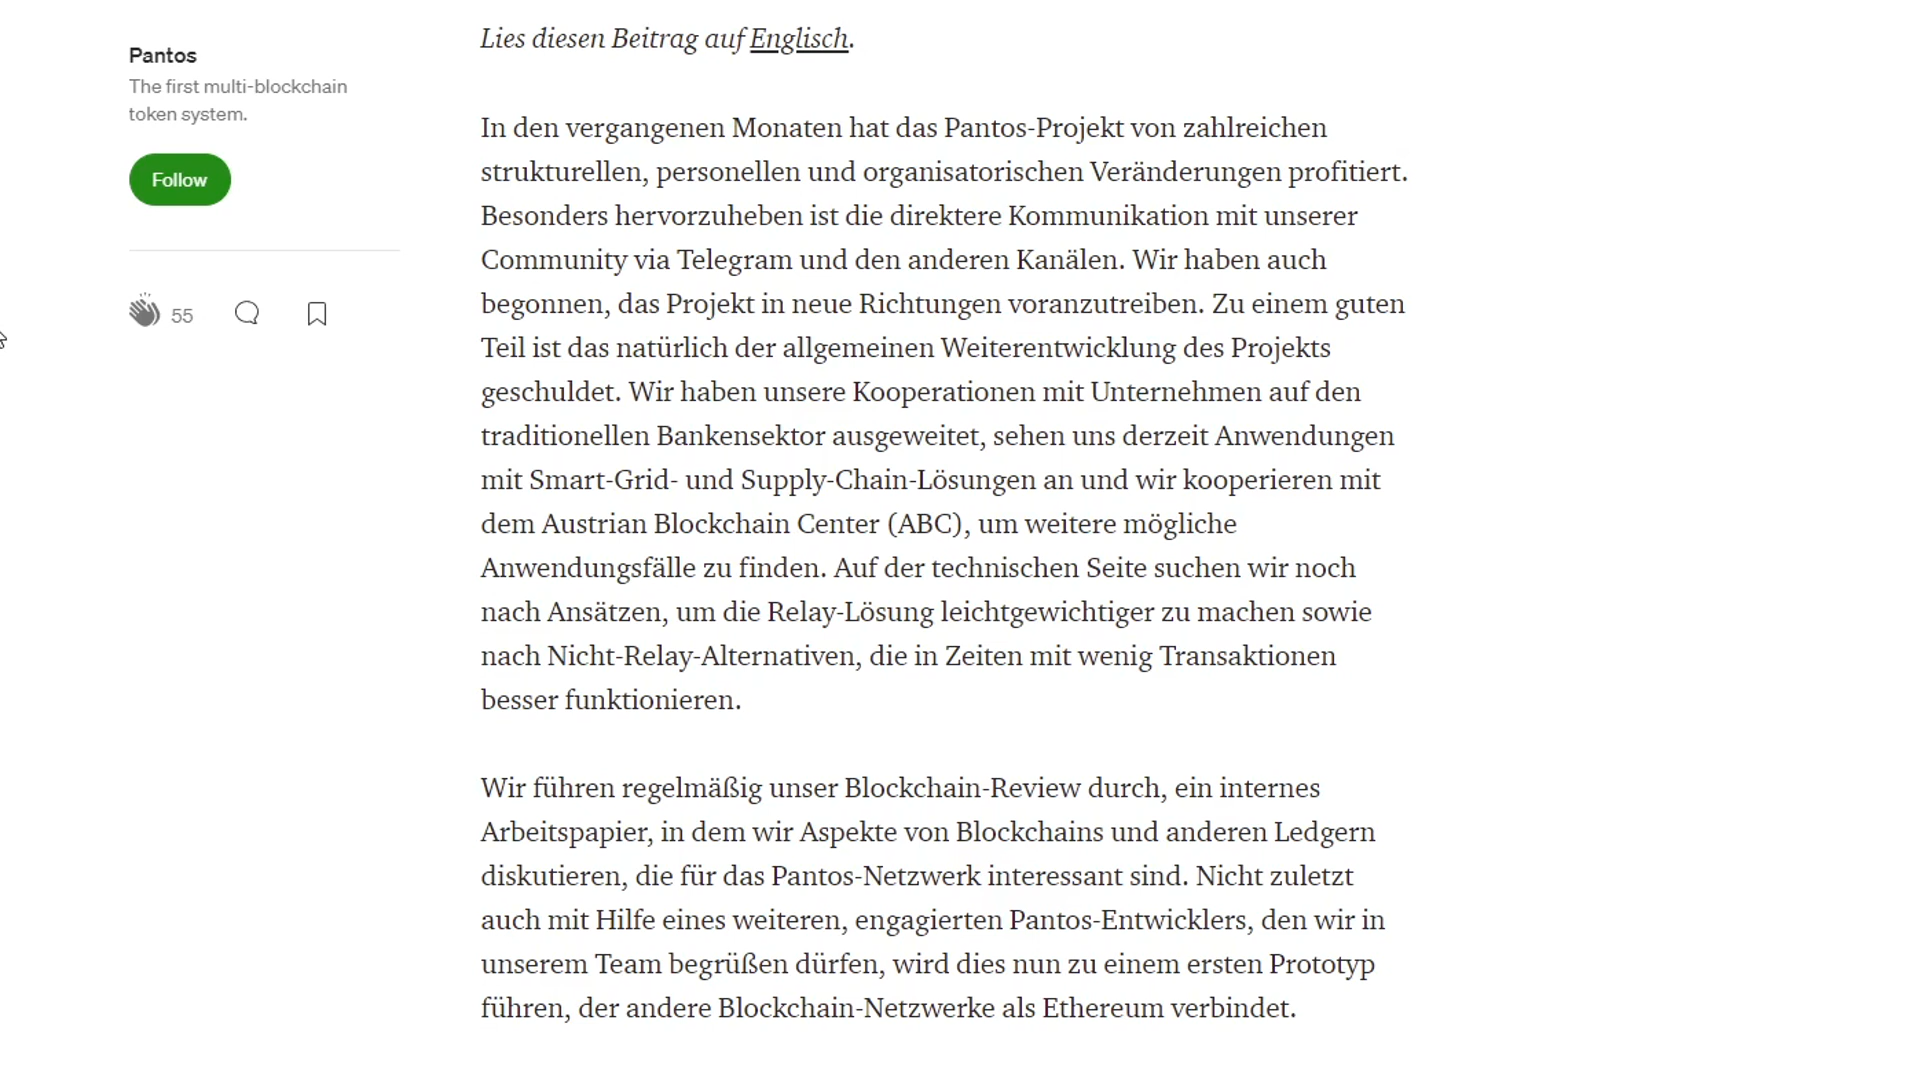 Pantos
The first multi-blockchain
token system.
Follow
55
Lies diesen Beitrag auf Englisch.
In den vergangenen Monaten hat das Pantos-Projekt von zahlreichen
strukturellen, personellen und organisatorischen Veränderungen profitiert.
Besonders hervorzuheben ist die direktere Kommunikation mit unserer
Community via Telegram und den anderen Kanälen. Wir haben auch
begonnen, das Projekt in neue Richtungen voranzutreiben. Zu einem guten
Teil ist das natürlich der allgemeinen Weiterentwicklung des Projekts
geschuldet. Wir haben unsere Kooperationen mit Unternehmen auf den
traditionellen Bankensektor ausgeweitet, sehen uns derzeit Anwendungen
mit Smart-Grid- und Supply-Chain-Lösungen an und wir kooperieren mit
dem Austrian Blockchain Center (ABC), um weitere mögliche
Anwendungsfälle zu finden. Auf der technischen Seite suchen wir noch
nach Ansätzen, um die Relay-Lösung leichtgewichtiger zu machen sowie
nach Nicht-Relay-Alternativen, die in Zeiten mit wenig Transaktionen
besser funktionieren.
Wir führen regelmäßig unser Blockchain-Review durch, ein internes
Arbeitspapier, in dem wir Aspekte von Blockchains und anderen Ledgern
diskutieren, die für das Pantos-Netzwerk interessant sind. Nicht zuletzt
auch mit Hilfe eines weiteren, engagierten Pantos-Entwicklers, den wir in
unserem Team begrüßen dürfen, wird dies nun zu einem ersten Prototyp
führen, der andere Blockchain-Netzwerke als Ethereum verbindet.